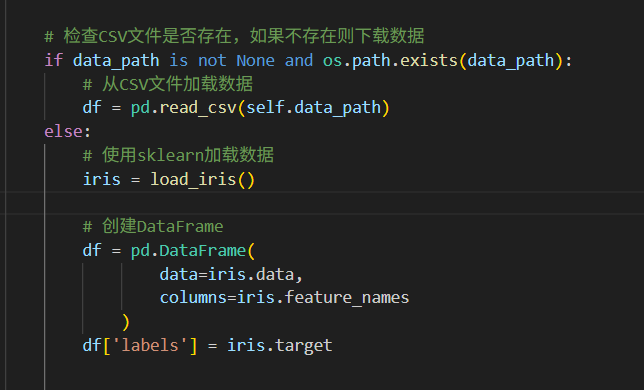 # 检查CSV文件是否存在，如果不存在则下载数据
if data_path is not None and os.path.exists(data_path):
    # 从CSV文件加载数据
    df = pd.read_csv(self.data_path)
else:
    # 使用sklearn加载数据
    iris = load_iris()

    # 创建DataFrame
    df = pd.DataFrame(
            data=iris.data,
            columns=iris.feature_names
        )
    df['labels'] = iris.target